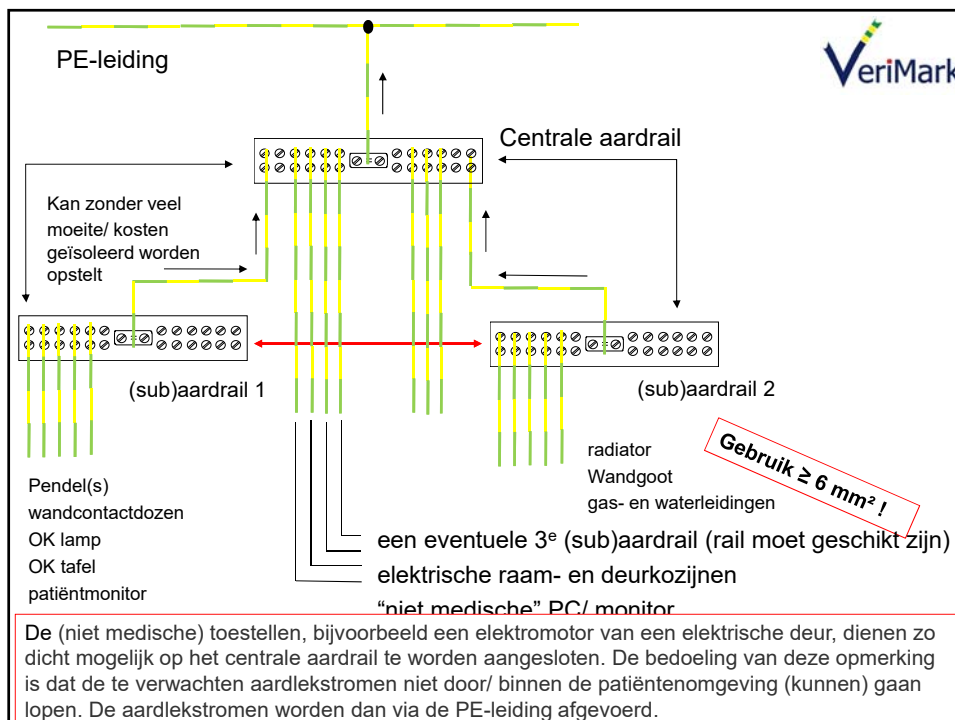 PE-leiding
VeriMark
Centrale aardrail
Kan zonder veel
moeite/ kosten
geïsoleerd worden
opstelt
(sub)aardrail 1
(sub)aardrail 2
Pendel(s)
wandcontactdozen
OK lamp
OK tafel
patiëntmonitor
radiator
Wandgoot
gas- en waterleidingen
Gebruik ≥ 6 mm² !
een eventuele 3ᵉ (sub)aardrail (rail moet geschikt zijn)
elektrische raam- en deurkozijnen
“niet medische” PC/ monitor
De (niet medische) toestellen, bijvoorbeeld een elektromotor van een elektrische deur, dienen zo
dicht mogelijk op het centrale aardrail te worden aangesloten. De bedoeling van deze opmerking
is dat de te verwachten aardlekstromen niet door/ binnen de patiëntenomgeving (kunnen) gaan
lopen. De aardlekstromen worden dan via de PE-leiding afgevoerd.